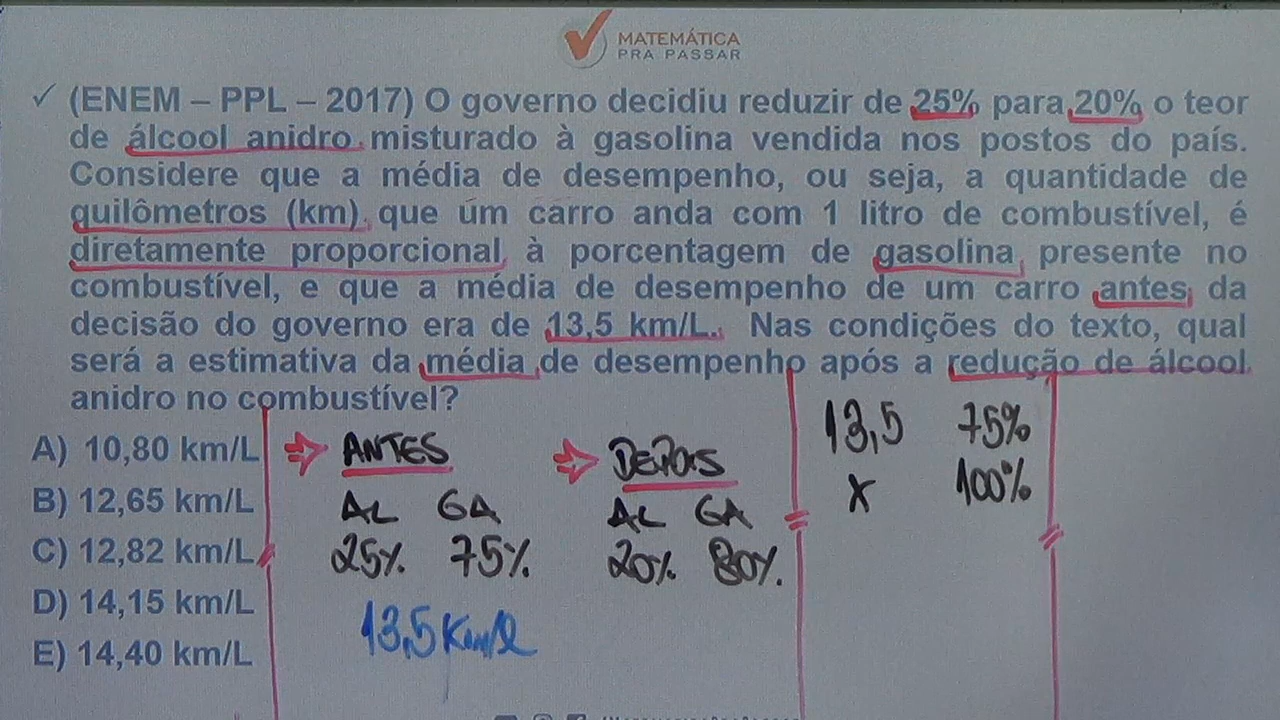 MATEMÁTICA
PRA PASSAR
✓ (ENEM – PPL – 2017) O governo decidiu reduzir de 25% para 20% o teor
de álcool anidro misturado à gasolina vendida nos postos do país.
Considere que a média de desempenho, ou seja, a quantidade de
quilômetros (km) que um carro anda com 1 litro de combustível, é
diretamente proporcional à porcentagem de gasolina presente no
combustível, e que a média de desempenho de um carro antes da
decisão do governo era de 13,5 km/L. Nas condições do texto, qual
será a estimativa da média de desempenho após a redução de álcool
anidro no combustível?
A) 10,80 km/L
B) 12,65 km/L
C) 12,82 km/L
D) 14,15 km/L
E) 14,40 km/L
⇒ ANTES
AL GA
25% 75%
13,5 Km/l
⇒ DEPOIS
AL GA
20% 80%
13,5 75%
X 100%